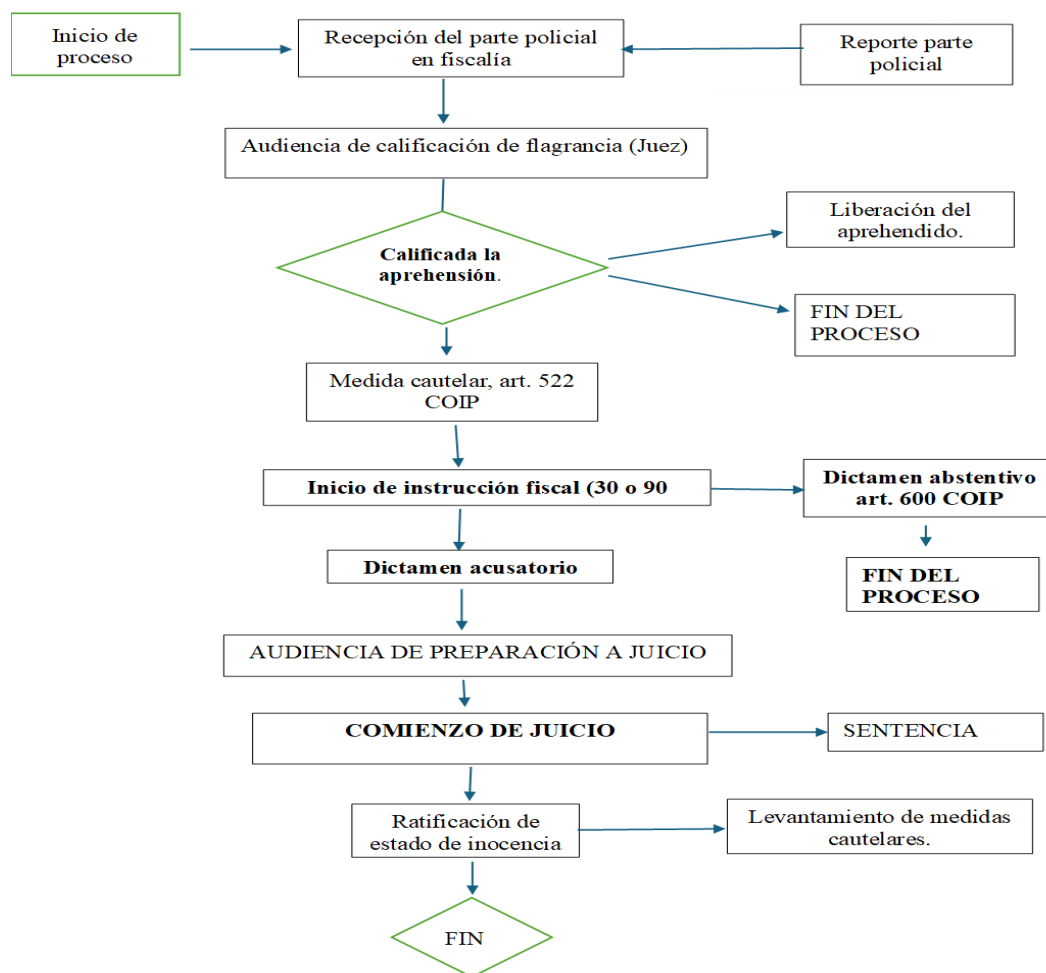 Inicio de
proceso
Recepción del parte policial
en fiscalía
Reporte parte
policial
Audiencia de calificación de flagrancia (Juez)
Calificada la
aprehensión.
Liberación del
aprehendido.
FIN DEL
PROCESO
Medida cautelar, art. 522
COIP
Inicio de instrucción fiscal (30 o 90
Dictamen abstentivo
art. 600 COIP
Dictamen acusatorio
FIN DEL
PROCESO
AUDIENCIA DE PREPARACIÓN A JUICIO
COMIENZO DE JUICIO
SENTENCIA
Ratificación de
estado de inocencia
Levantamiento de medidas
cautelares.
FIN